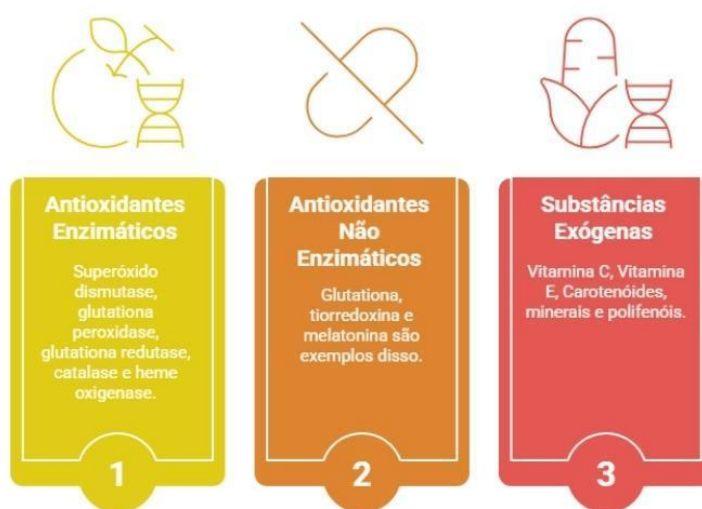 Antioxidantes
Enzimáticos
Superóxido
dismutase,
glutationa
peroxidase,
glutationa redutase,
catalase e heme
oxigenase.
1
Antioxidantes
Não
Enzimáticos
Glutationa,
tiorredoxina e
melatonina são
exemplos disso.
2
Substâncias
Exógenas
Vitamina C, Vitamina
E, Carotenóides,
minerais e polifenóis.
3